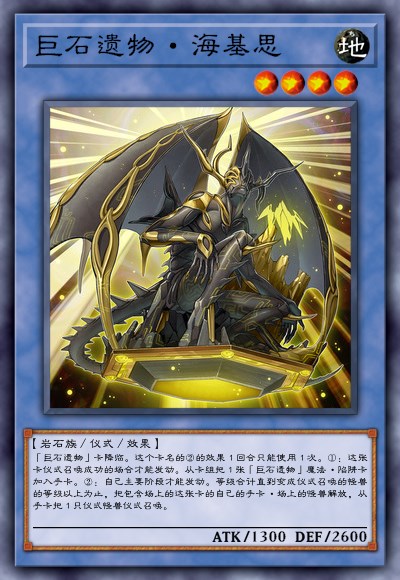 巨石遗物・海基思
地
【岩石族／仪式／效果】
「巨石遗物」卡降临。这个卡名的②的效果1回合只能使用1次。①：这张
卡仪式召唤成功的场合才能发动。从卡组把1张「巨石遗物」魔法·陷阱卡
加入手卡。②：自己主要阶段才能发动。等级合计直到变成仪式召唤的怪兽
的等级以上为止，把包含场上的这张卡的自己的手卡·场上的怪兽解放，从
手卡把1只仪式怪兽仪式召唤。
ATK/1300 DEF/2600